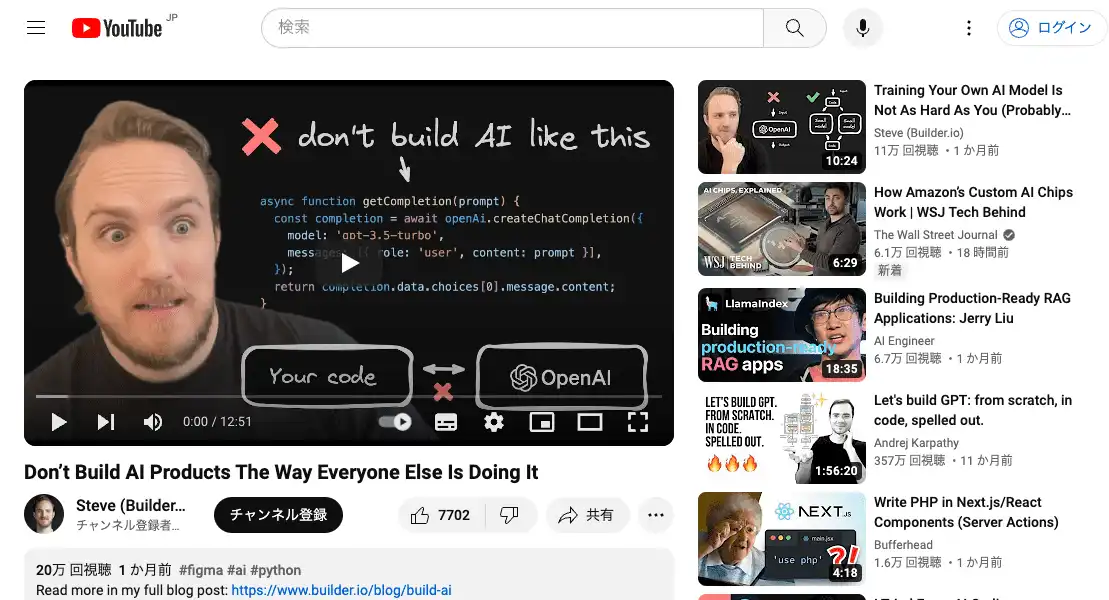 YouTube JP
検索
ログイン
don't build AI like this
async function getCompletion(prompt) {
const completion = await openAi.createChatCompletion({
model: 'gpt-3.5-turbo',
messages: [{ role: 'user', content: prompt }],
});
return completion.data.choices[0].message.content;
}
Your code
OpenAI
0:00 / 12:51
Don’t Build AI Products The Way Everyone Else Is Doing It
Steve (Builder...
チャンネル登録者...
チャンネル登録
7702
共有
20万 回視聴 1 か月前 #figma #ai #python
Read more in my full blog post: https://www.builder.io/blog/build-ai
OpenAI
10:24
Training Your Own AI Model Is
Not As Hard As You (Probably...
Steve (Builder.io)
11万 回視聴 ・1 か月前
AI CHIPS, EXPLAINED
WSJ TECH
BEHIND
6:29
How Amazon’s Custom AI Chips
Work | WSJ Tech Behind
The Wall Street Journal
6.1万 回視聴 ・18 時間前
新着
LlamaIndex
Building
production-ready
RAG apps
18:35
Building Production-Ready RAG
Applications: Jerry Liu
AI Engineer
6.7万 回視聴 ・1 か月前
LET'S BUILD GPT.
FROM SCRATCH.
IN CODE.
SPELLED OUT.
1:56:20
Let's build GPT: from scratch, in
code, spelled out.
Andrej Karpathy
357万 回視聴 ・11 か月前
NEXT.JS
main.jsx
'use php'
?!
4:18
Write PHP in Next.js/React
Components (Server Actions)
Bufferhead
1.6万 回視聴 ・1 か月前